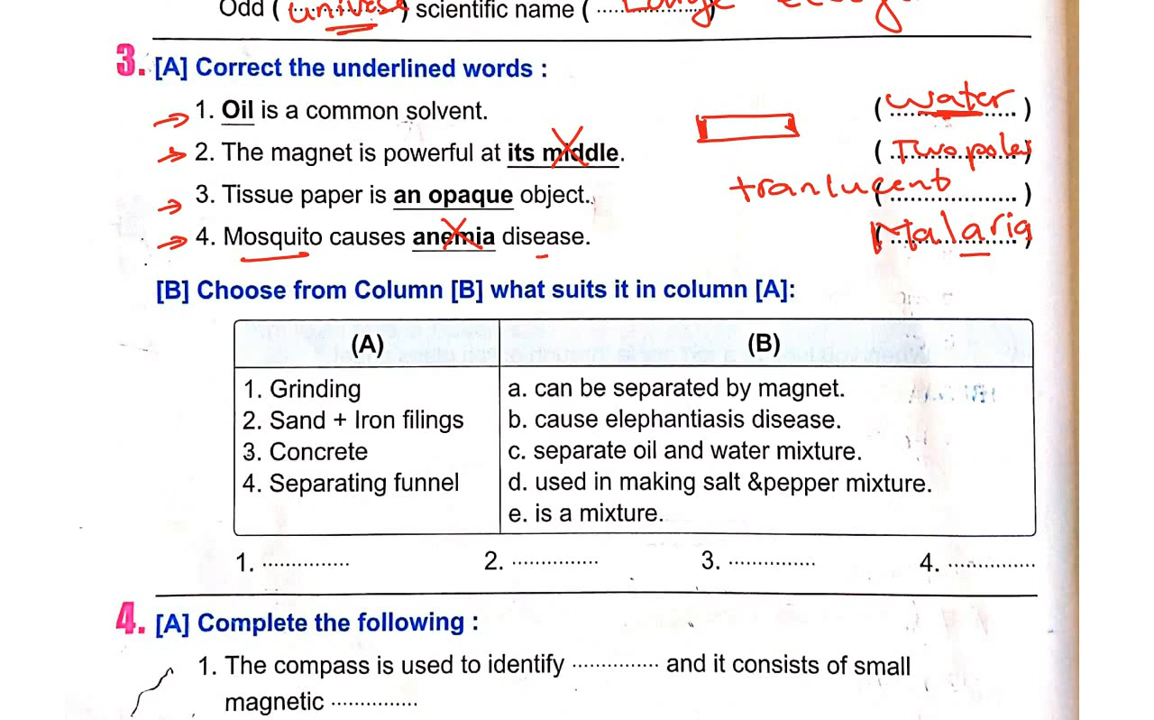 Odd (univese) scientific name (
3. [A] Correct the underlined words :
1. Oil is a common solvent. (water)
2. The magnet is powerful at its middle. (Two poles)
3. Tissue paper is an opaque object. tranlucent (..................)
4. Mosquito causes anemia disease. (Malaria)
[B] Choose from Column [B] what suits it in column [A]:
(A) (B)
1. Grinding a. can be separated by magnet.
2. Sand + Iron filings b. cause elephantiasis disease.
3. Concrete c. separate oil and water mixture.
4. Separating funnel d. used in making salt &pepper mixture.
e. is a mixture.
1. ............... 2. ............... 3. ............... 4. ...............
4. [A] Complete the following :
1. The compass is used to identify ............... and it consists of small
magnetic ...............